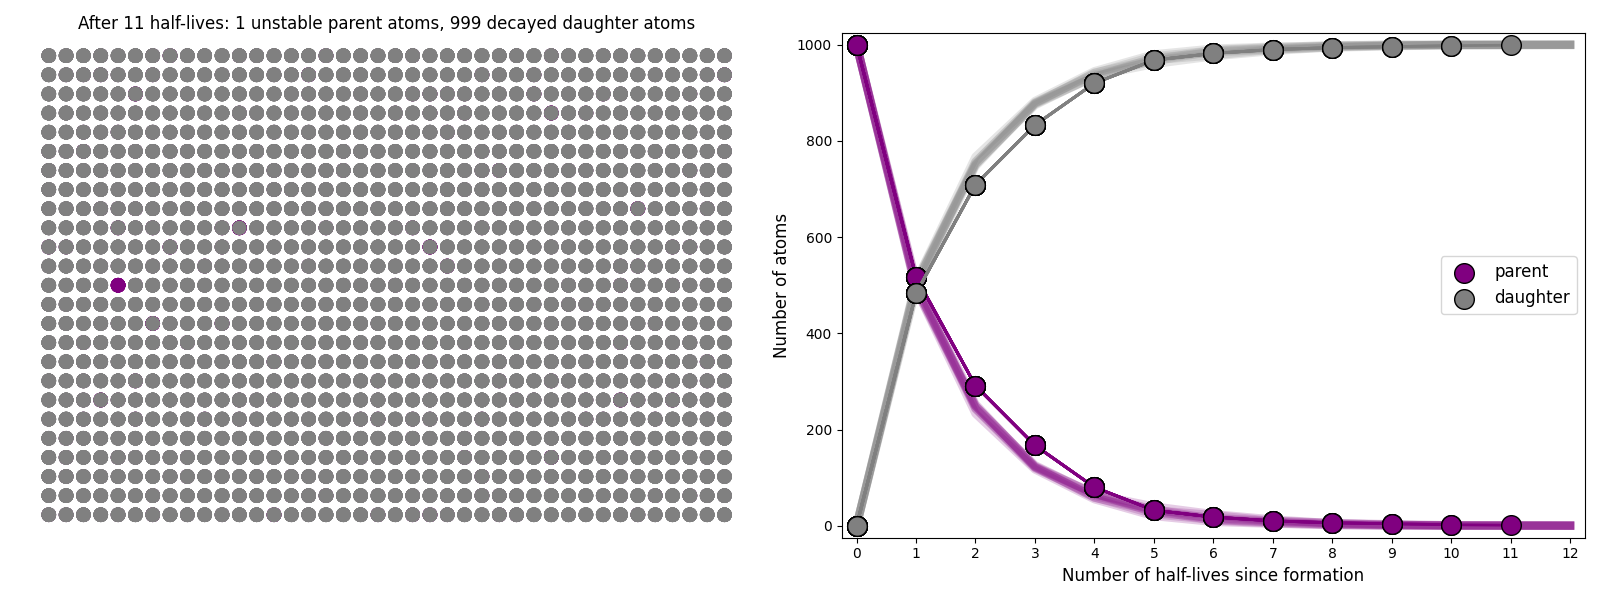 After 11 half-lives: 1 unstable parent atoms, 999 decayed daughter atoms
1000
800
600
400
200
0
Number of atoms
parent
daughter
0 1 2 3 4 5 6 7 8 9 10 11 12
Number of half-lives since formation